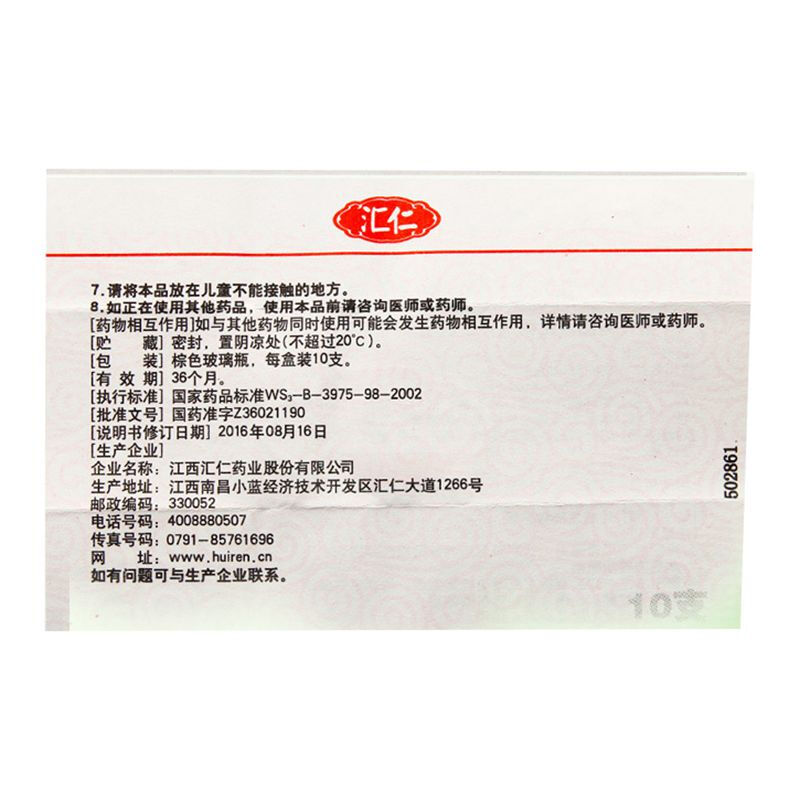 汇仁
7.请将本品放在儿童不能接触的地方。
8.如正在使用其他药品，使用本品前请咨询医师或药师。
[药物相互作用]如与其他药物同时使用可能会发生药物相互作用，详情请咨询医师或药师。
[贮 藏] 密封，置阴凉处(不超过20℃)。
[包 装] 棕色玻璃瓶，每盒装10支。
[有 效 期] 36个月。
[执行标准] 国家药品标准WS₃-B-3975-98-2002
[批准文号] 国药准字Z36021190
[说明书修订日期] 2016年08月16日
[生产企业]
企业名称：江西汇仁药业股份有限公司
生产地址：江西南昌小蓝经济技术开发区汇仁大道1266号
邮政编码：330052
电话号码：4008880507
传真号码：0791-85761696
网 址：www.huiren.cn
如有问题可与生产企业联系。
502861
10支